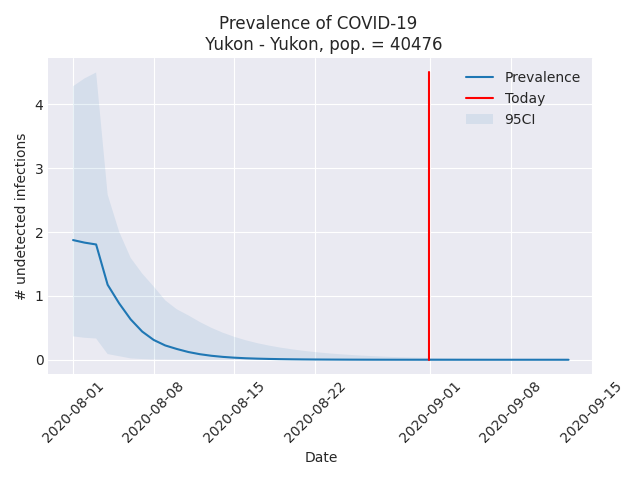 Prevalence of COVID-19
Yukon - Yukon, pop. = 40476
Prevalence
Today
95CI
# undetected infections
4
3
2
1
0
2020-08-01
2020-08-08
2020-08-15
2020-08-22
2020-09-01
2020-09-08
2020-09-15
Date